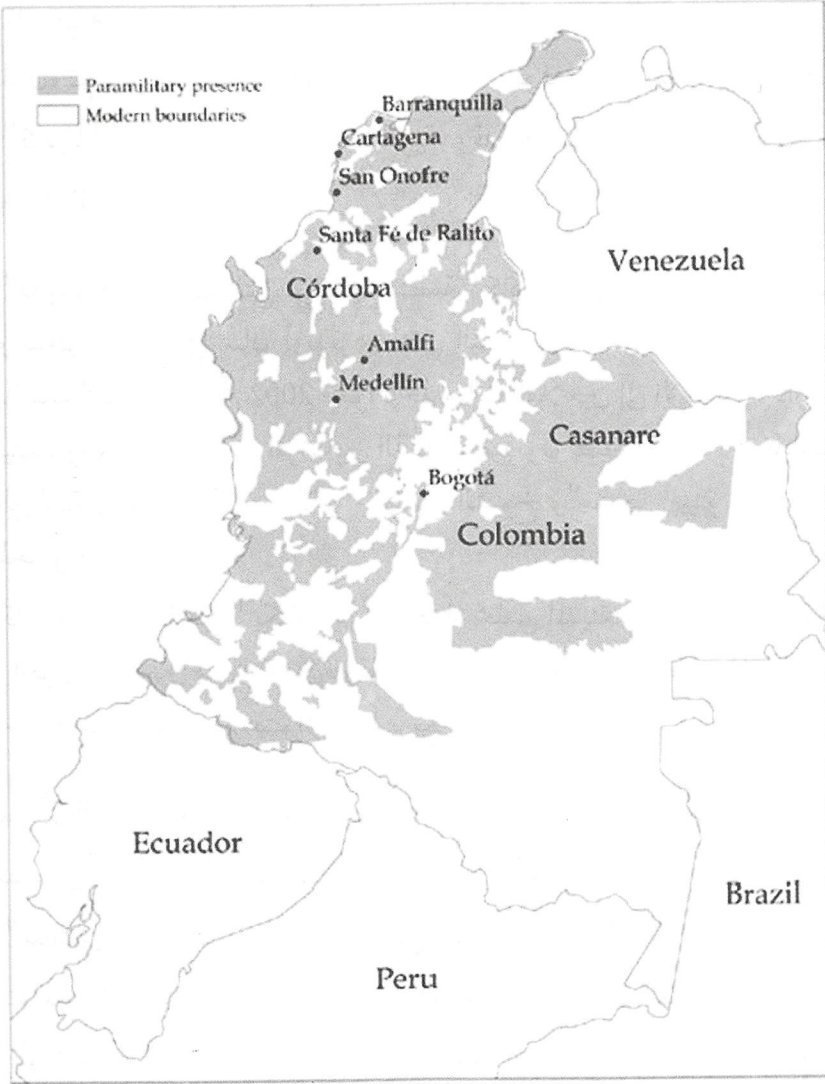 Paramilitary presence
Modern boundaries
Barranquilla
Cartagena
San Onofre
Santa Fé de Ralito
Córdoba
Venezuela
Amalfi
Medellín
Casanare
Bogotá
Colombia
Ecuador
Brazil
Peru